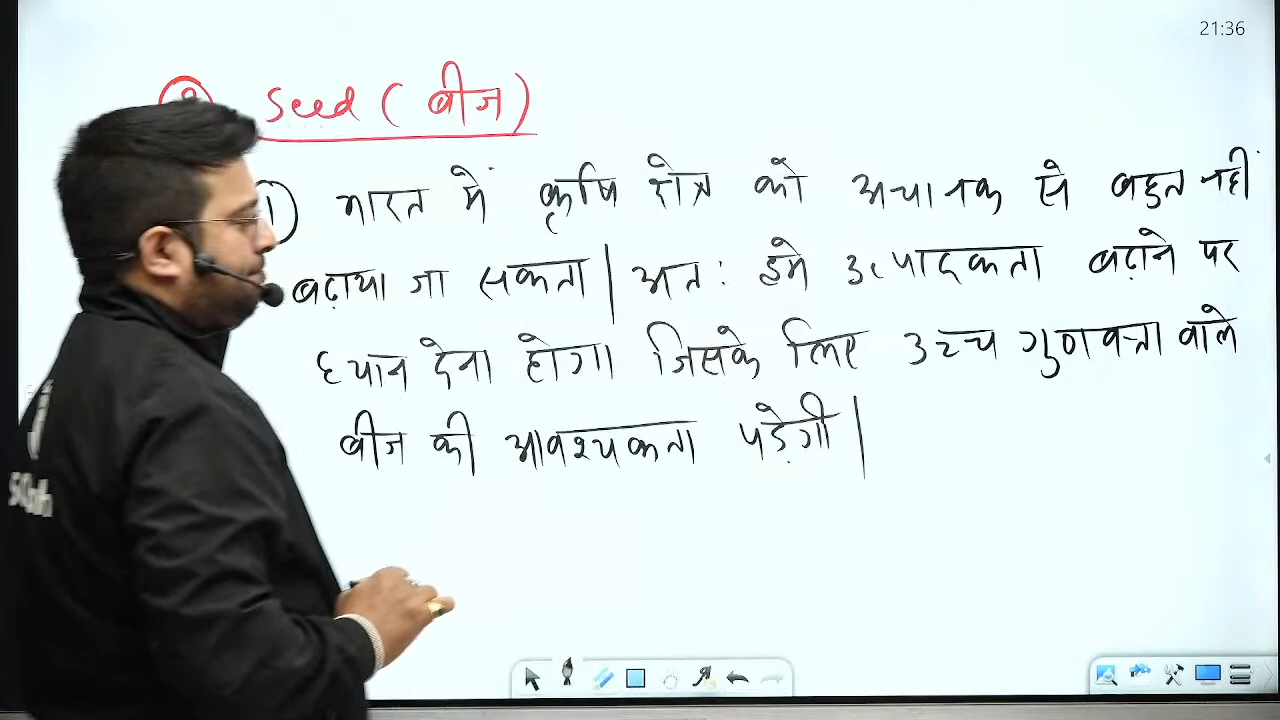 21:36
Seed (बीज)
1) भारत में कृषि क्षेत्र को अचानक से बहुत नहीं
बढ़ाया जा सकता | अतः हमे उत्पादकता बढ़ाने पर
ध्यान देना होगा जिसके लिए उच्च गुणवत्ता वाले
बीज की आवश्यकता पड़ेगी |